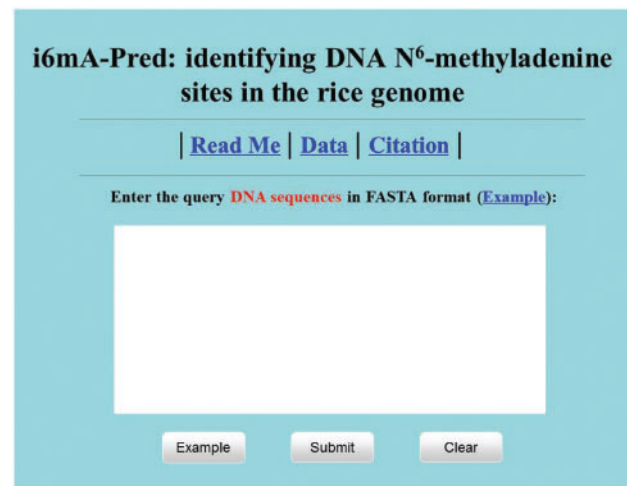 i6mA-Pred: identifying DNA N⁶-methyladenine
sites in the rice genome
| Read Me | Data | Citation |
Enter the query DNA sequences in FASTA format (Example):
Example Submit Clear